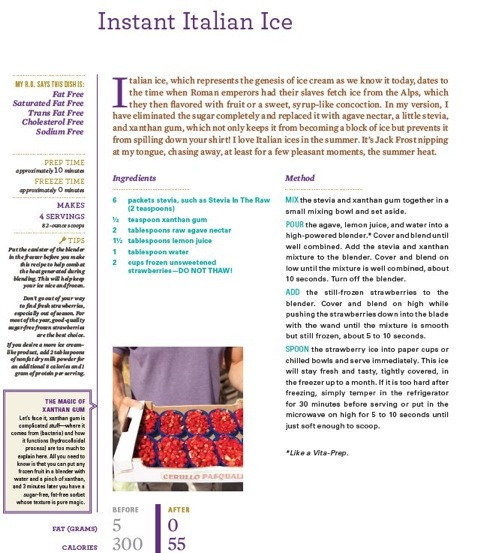 Instant Italian Ice
MY R.D. SAYS THIS DISH IS:
Fat Free
Saturated Fat Free
Trans Fat Free
Cholesterol Free
Sodium Free
PREP TIME
approximately 10 minutes
FREEZE TIME
approximately 0 minutes
MAKES
4 SERVINGS
8 2-ounce scoops
TIPS
Put the canister of the blender
in the freezer before you make
this recipe to help combat
the heat generated during
blending. This will help keep
your ice nice and frozen.
Don't go out of your way
to find fresh strawberries,
especially out of season. For
most of the year, good-quality
sugar-free frozen strawberries
are the best choice.
If you desire a more ice cream–
like product, add 2 tablespoons
of nonfat dry milk powder for
an additional 8 calories and 1
gram of protein per serving.
THE MAGIC OF
XANTHAN GUM
Let's face it, xanthan gum is
complicated stuff—where it
comes from (bacteria) and how
it functions (hydrocolloidal
process) are too much to
explain here. All you need to
know is that you can put any
frozen fruit in a blender with
water and a pinch of xanthan,
and 3 minutes later you have a
sugar-free, fat-free sorbet
whose texture is pure magic.
Italian ice, which represents the genesis of ice cream as we know it today, dates to
the time when Roman emperors had their slaves fetch ice from the Alps, which
they then flavored with fruit or a sweet, syrup-like concoction. In my version, I
have eliminated the sugar completely and replaced it with agave nectar, a little stevia,
and xanthan gum, which not only keeps it from becoming a block of ice but prevents it
from spilling down your shirt! I love Italian ices in the summer. It's Jack Frost nipping
at my tongue, chasing away, at least for a few pleasant moments, the summer heat.
Ingredients
6 packets stevia, such as Stevia In The Raw
(2 teaspoons)
½ teaspoon xanthan gum
2 tablespoons raw agave nectar
1½ tablespoons lemon juice
1 tablespoon water
2 cups frozen unsweetened
strawberries—DO NOT THAW!
Method
MIX the stevia and xanthan gum together in a
small mixing bowl and set aside.
POUR the agave, lemon juice, and water into a
high-powered blender.* Cover and blend until
well combined. Add the stevia and xanthan
mixture to the blender. Cover and blend on
low until the mixture is well combined, about
10 seconds. Turn off the blender.
ADD the still-frozen strawberries to the
blender. Cover and blend on high while
pushing the strawberries down into the blade
with the wand until the mixture is smooth
but still frozen, about 5 to 10 seconds.
SPOON the strawberry ice into paper cups or
chilled bowls and serve immediately. This ice
will stay fresh and tasty, tightly covered, in
the freezer up to a month. If it is too hard after
freezing, simply temper in the refrigerator
for 30 minutes before serving or put in the
microwave on high for 5 to 10 seconds until
just soft enough to scoop.
*Like a Vita-Prep.
CERULLO PASQUAL
BEFORE AFTER
FAT (GRAMS) 5 0
CALORIES 300 55